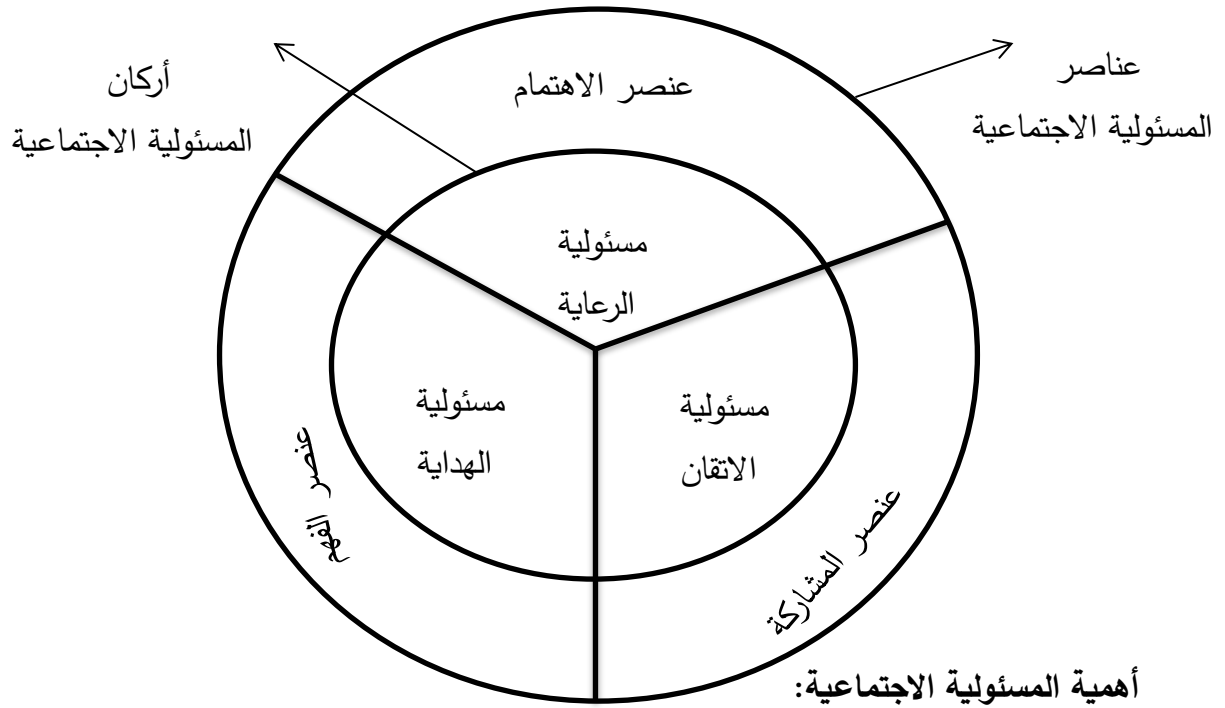 عناصر
المسئولية الاجتماعية
أركان
المسئولية الاجتماعية
عنصر الاهتمام
مسئولية
الرعاية
مسئولية
الاتقان
مسئولية
الهداية
عنصر المشاركة
عنصر الفهم
أهمية المسئولية الاجتماعية: